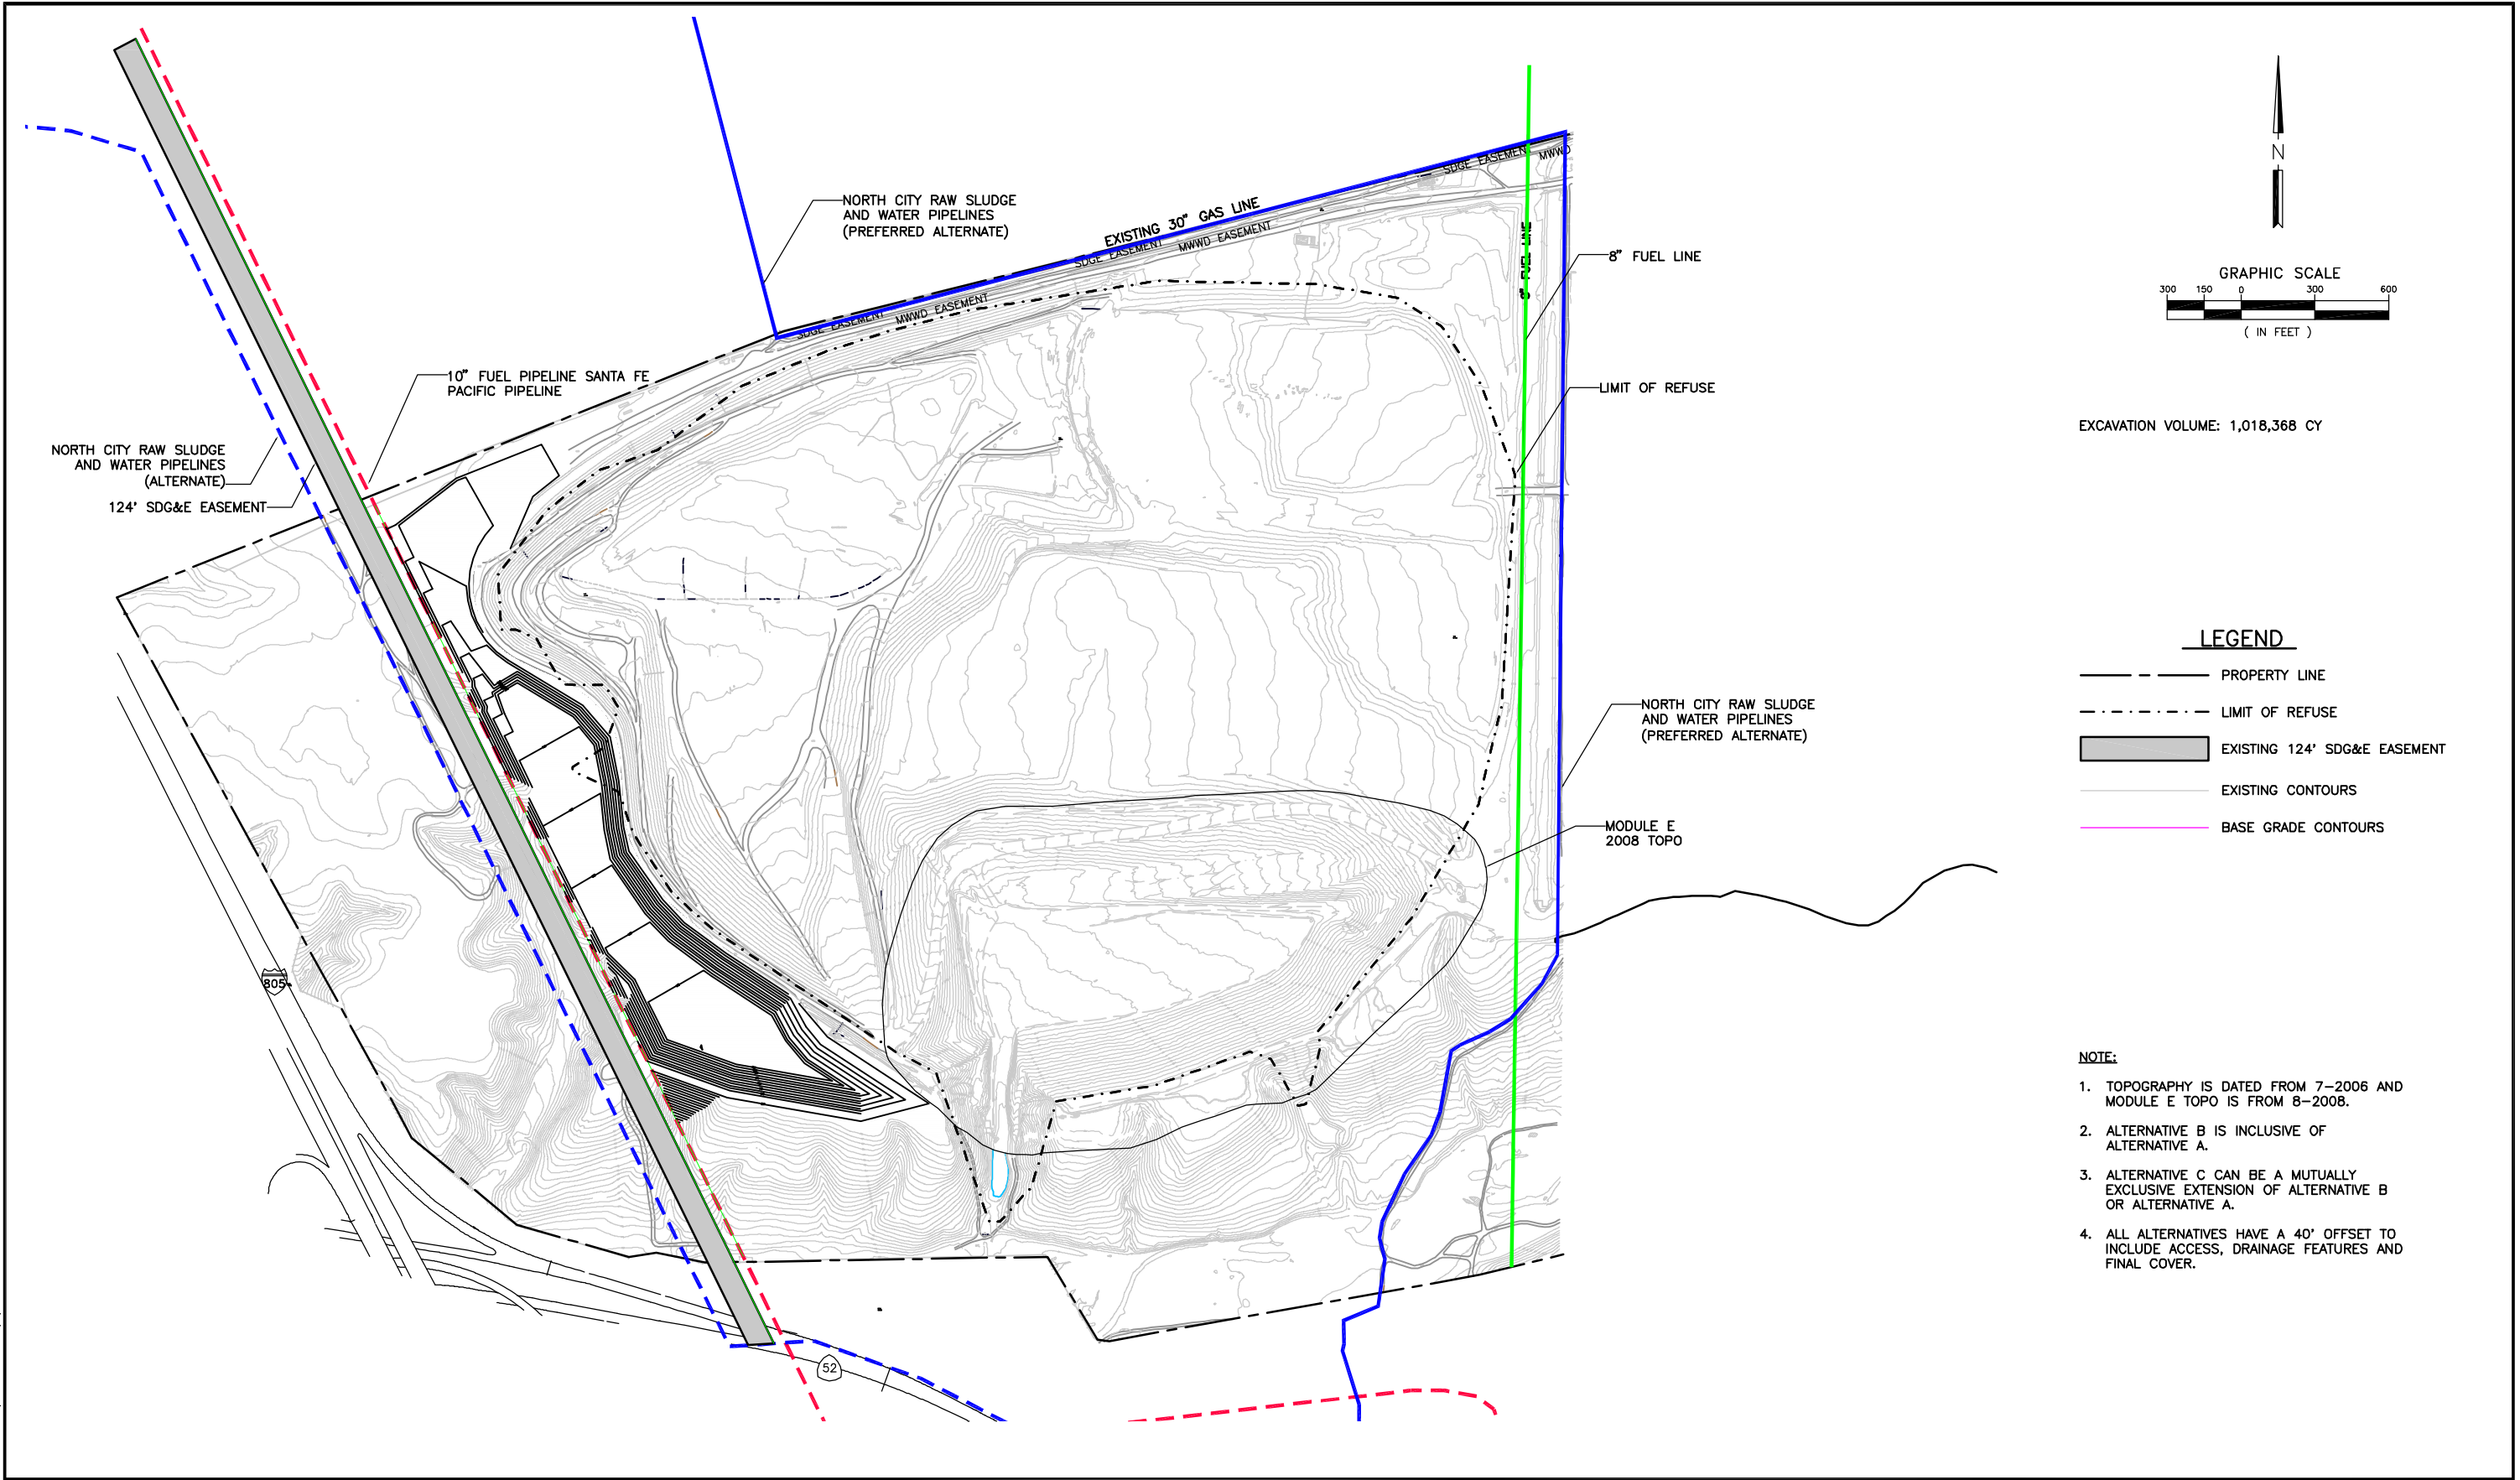 SDGE EASEMENT
MWWD
NORTH CITY RAW SLUDGE
AND WATER PIPELINES
(PREFERRED ALTERNATE)
EXISTING 30" GAS LINE
SDGE EASEMENT
MWWD EASEMENT
8" FUEL LINE
8" FUEL LINE
SDGE EASEMENT
MWWD EASEMENT
10" FUEL PIPELINE SANTA FE
PACIFIC PIPELINE
LIMIT OF REFUSE
NORTH CITY RAW SLUDGE
AND WATER PIPELINES
(ALTERNATE)
124' SDG&E EASEMENT
NORTH CITY RAW SLUDGE
AND WATER PIPELINES
(PREFERRED ALTERNATE)
MODULE E
2008 TOPO
805
52
N
GRAPHIC SCALE
300 150 0 300 600
( IN FEET )
EXCAVATION VOLUME: 1,018,368 CY
LEGEND
PROPERTY LINE
LIMIT OF REFUSE
EXISTING 124' SDG&E EASEMENT
EXISTING CONTOURS
BASE GRADE CONTOURS
NOTE:
1. TOPOGRAPHY IS DATED FROM 7-2006 AND
MODULE E TOPO IS FROM 8-2008.
2. ALTERNATIVE B IS INCLUSIVE OF
ALTERNATIVE A.
3. ALTERNATIVE C CAN BE A MUTUALLY
EXCLUSIVE EXTENSION OF ALTERNATIVE B
OR ALTERNATIVE A.
4. ALL ALTERNATIVES HAVE A 40' OFFSET TO
INCLUDE ACCESS, DRAINAGE FEATURES AND
FINAL COVER.